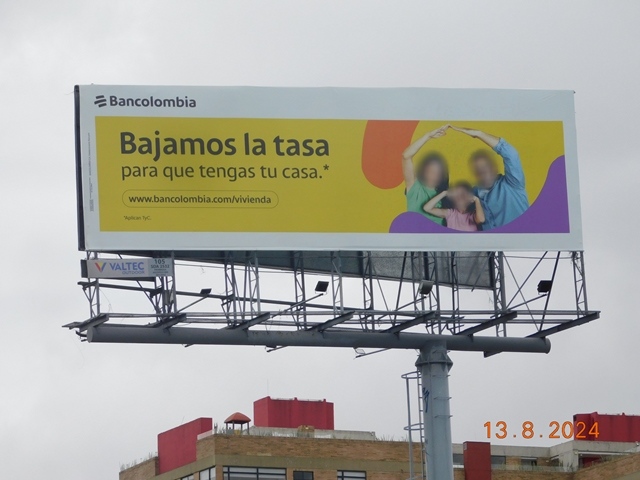 Bancolombia
Bajamos la tasa
para que tengas tu casa.*
www.bancolombia.com/vivienda
*Aplican TyC.
VALTEC
105
13.8.2024